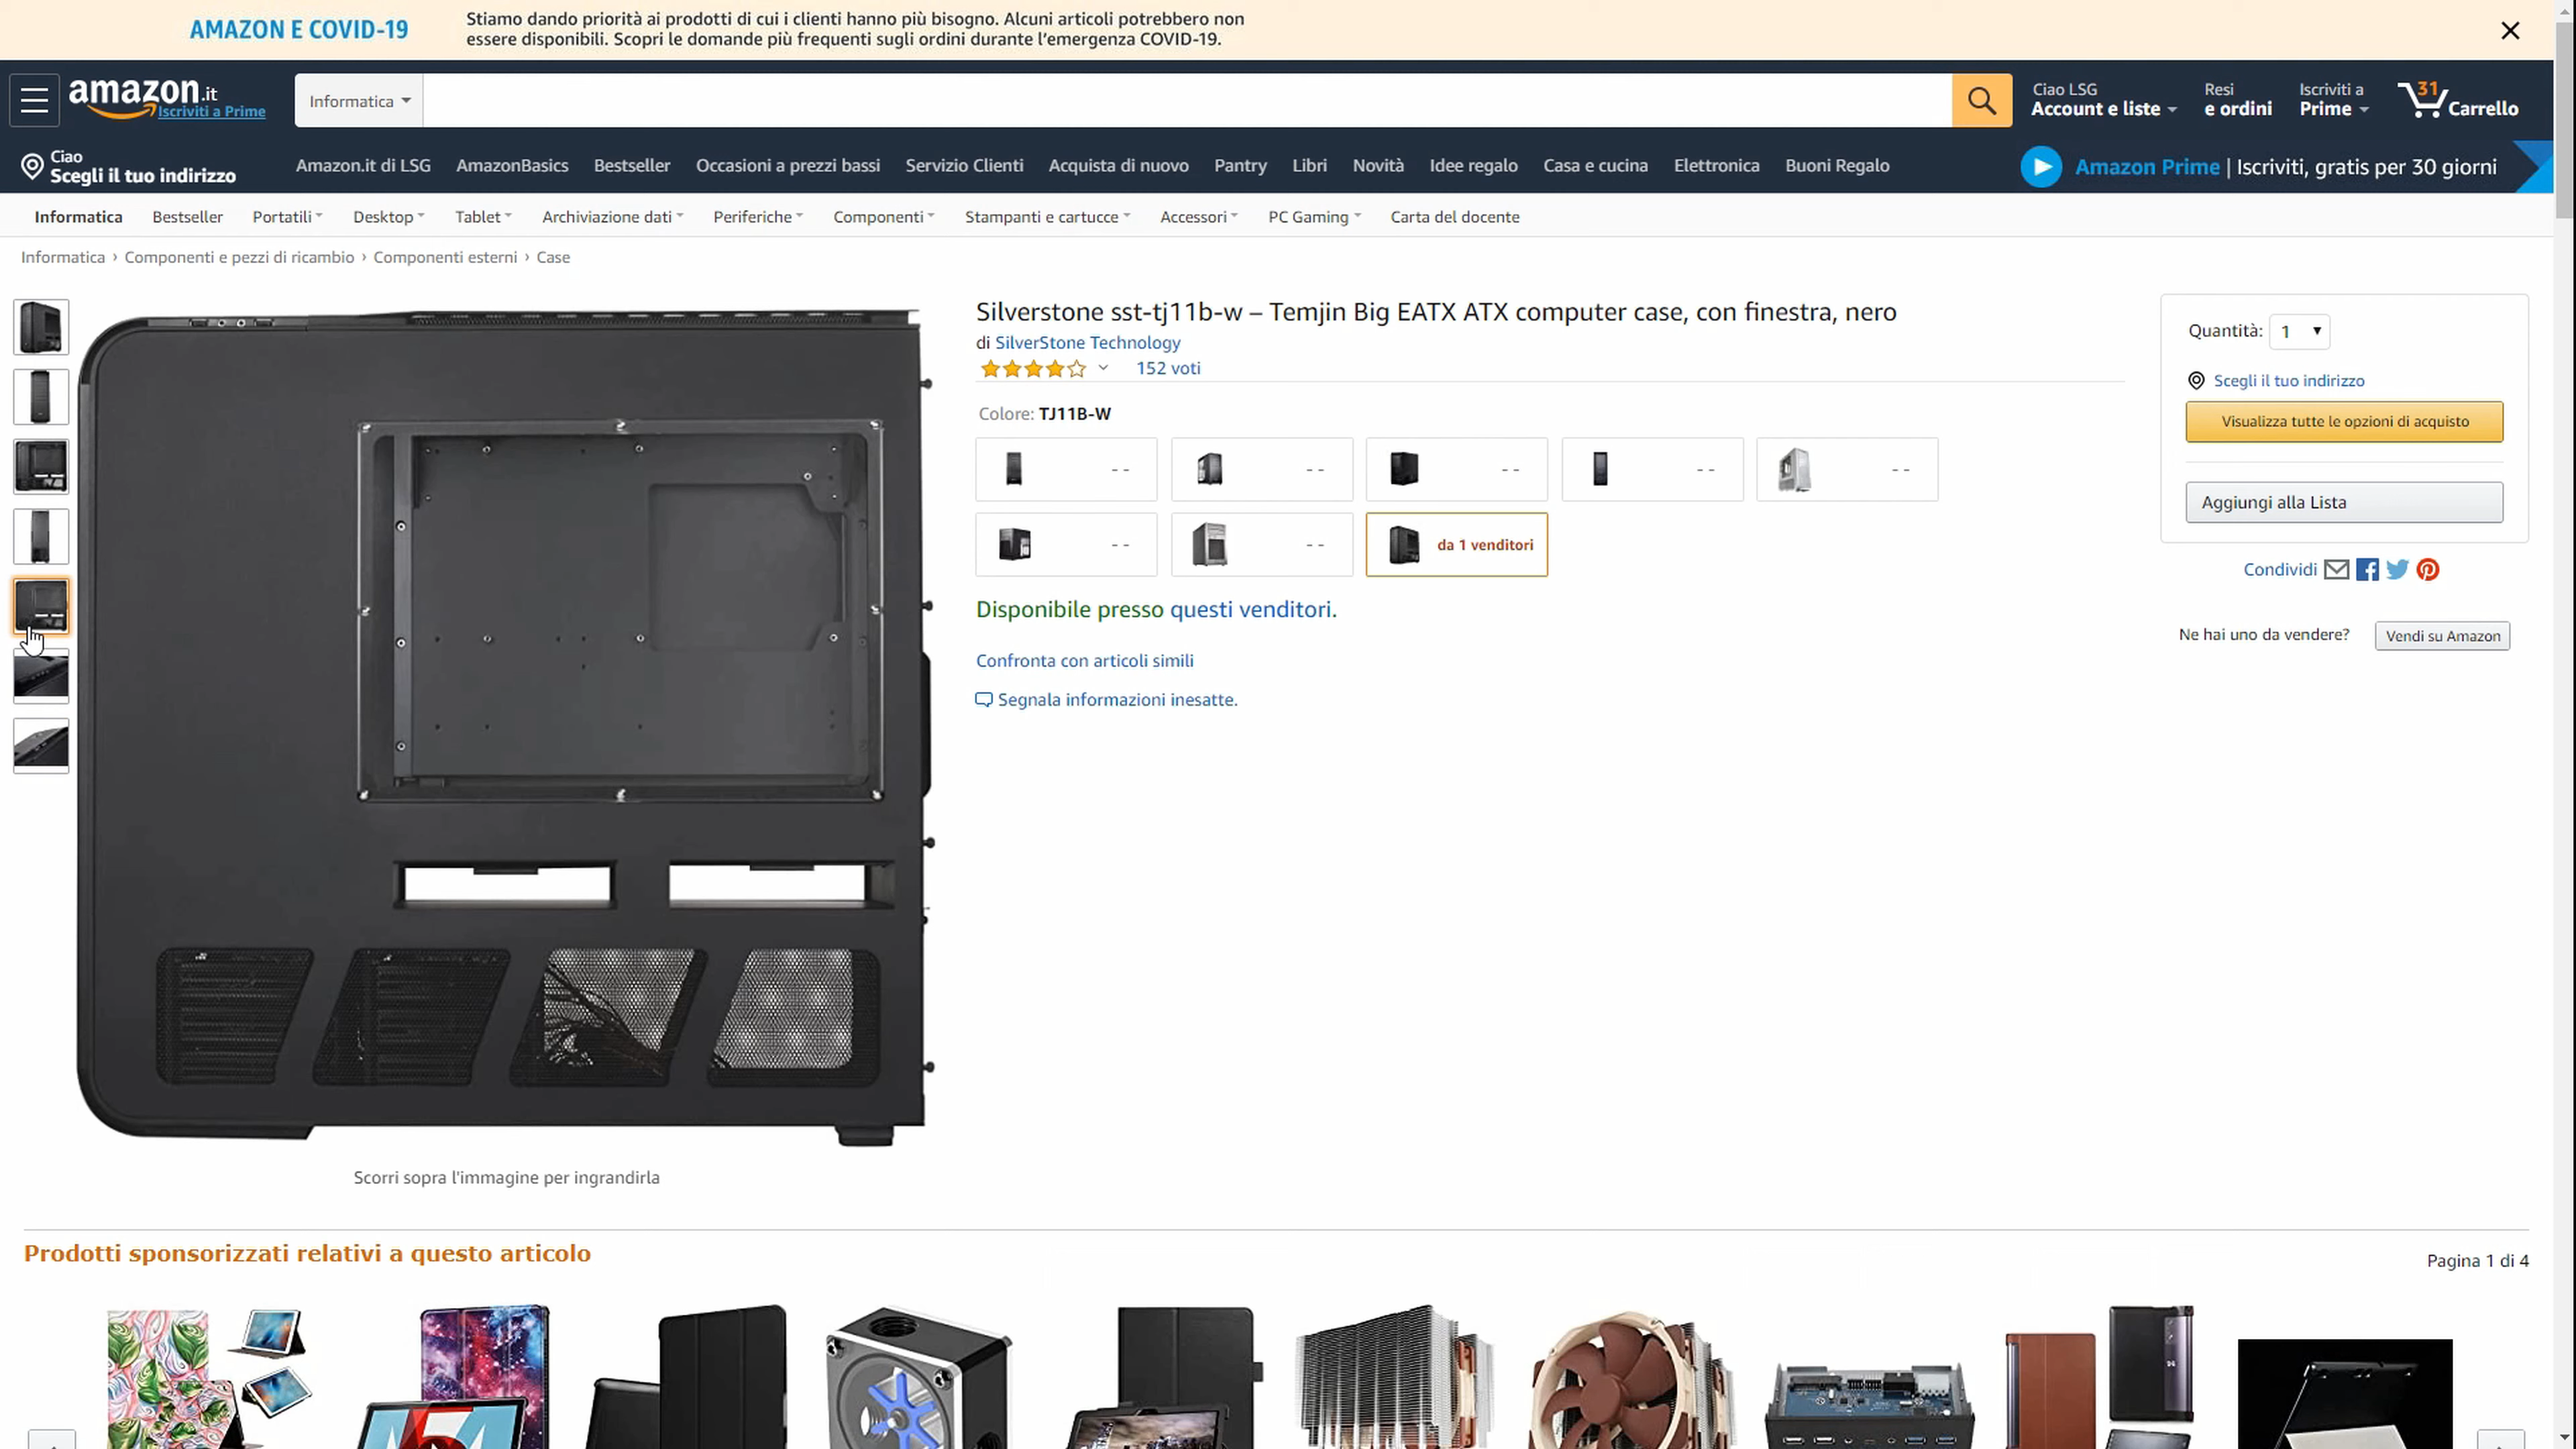 AMAZON E COVID-19
Stiamo dando priorità ai prodotti di cui i clienti hanno più bisogno. Alcuni articoli potrebbero non
essere disponibili. Scopri le domande più frequenti sugli ordini durante l'emergenza COVID-19.
amazon.it
Iscriviti a Prime
Informatica
Ciao LSG
Account e liste
Resi
e ordini
Iscriviti a
Prime
31
Carrello
Ciao
Scegli il tuo indirizzo
Amazon.it di LSG AmazonBasics Bestseller Occasioni a prezzi bassi Servizio Clienti Acquista di nuovo Pantry Libri Novità Idee regalo Casa e cucina Elettronica Buoni Regalo
Amazon Prime | Iscriviti, gratis per 30 giorni
Informatica Bestseller Portatili Desktop Tablet Archiviazione dati Periferiche Componenti Stampanti e cartucce Accessori PC Gaming Carta del docente
Informatica › Componenti e pezzi di ricambio › Componenti esterni › Case
Silverstone sst-tj11b-w – Temjin Big EATX ATX computer case, con finestra, nero
di SilverStone Technology
152 voti
Colore: TJ11B-W
-- -- -- -- --
-- -- da 1 venditori
Disponibile presso questi venditori.
Confronta con articoli simili
Segnala informazioni inesatte.
Quantità: 1
Scegli il tuo indirizzo
Visualizza tutte le opzioni di acquisto
Aggiungi alla Lista
Condividi
Ne hai uno da vendere? Vendi su Amazon
Scorri sopra l'immagine per ingrandirla
Prodotti sponsorizzati relativi a questo articolo
Pagina 1 di 4